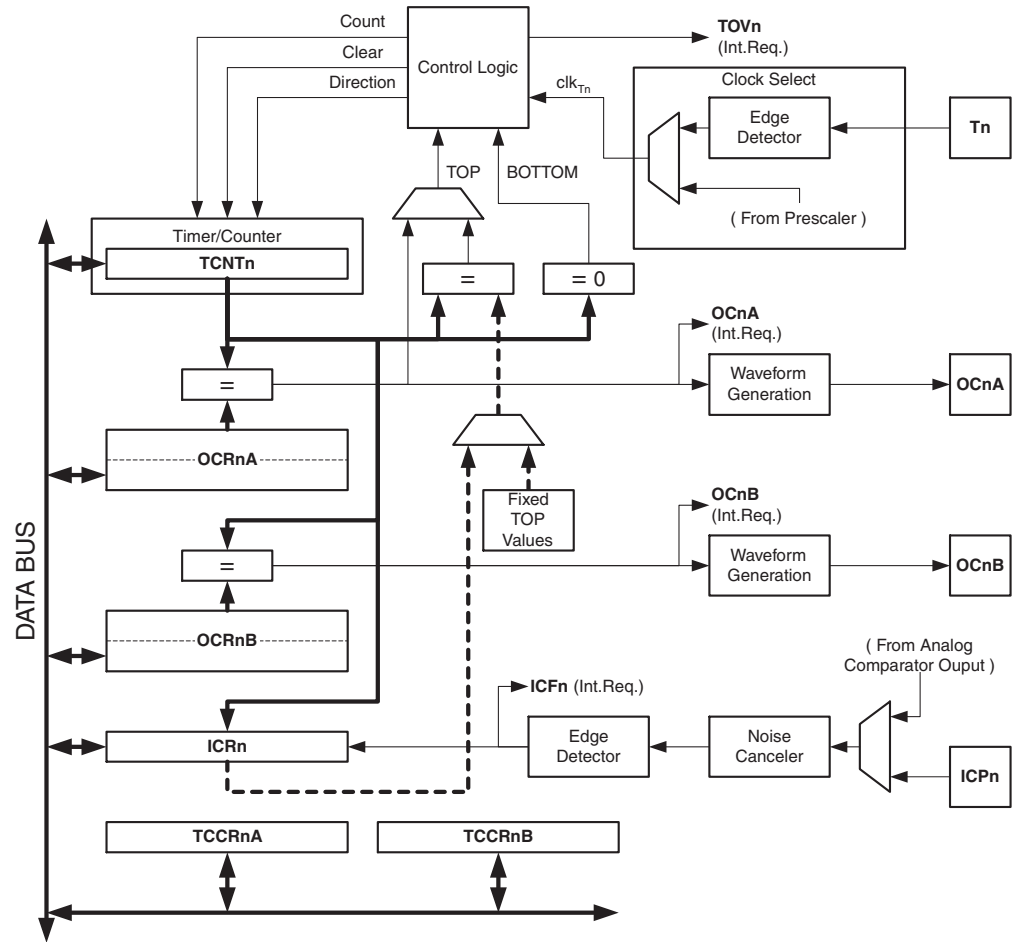 Count
TOVn
(Int.Req.)
Clear
Control Logic
Direction
clkTn
Clock Select
Edge
Detector
Tn
TOP
BOTTOM
( From Prescaler )
Timer/Counter
TCNTn
=
= 0
OCnA
(Int.Req.)
=
Waveform
Generation
OCnA
OCRnA
Fixed
TOP
Values
OCnB
(Int.Req.)
=
Waveform
Generation
OCnB
OCRnB
DATA BUS
( From Analog
Comparator Ouput )
ICFn (Int.Req.)
ICRn
Edge
Detector
Noise
Canceler
ICPn
TCCRnA
TCCRnB